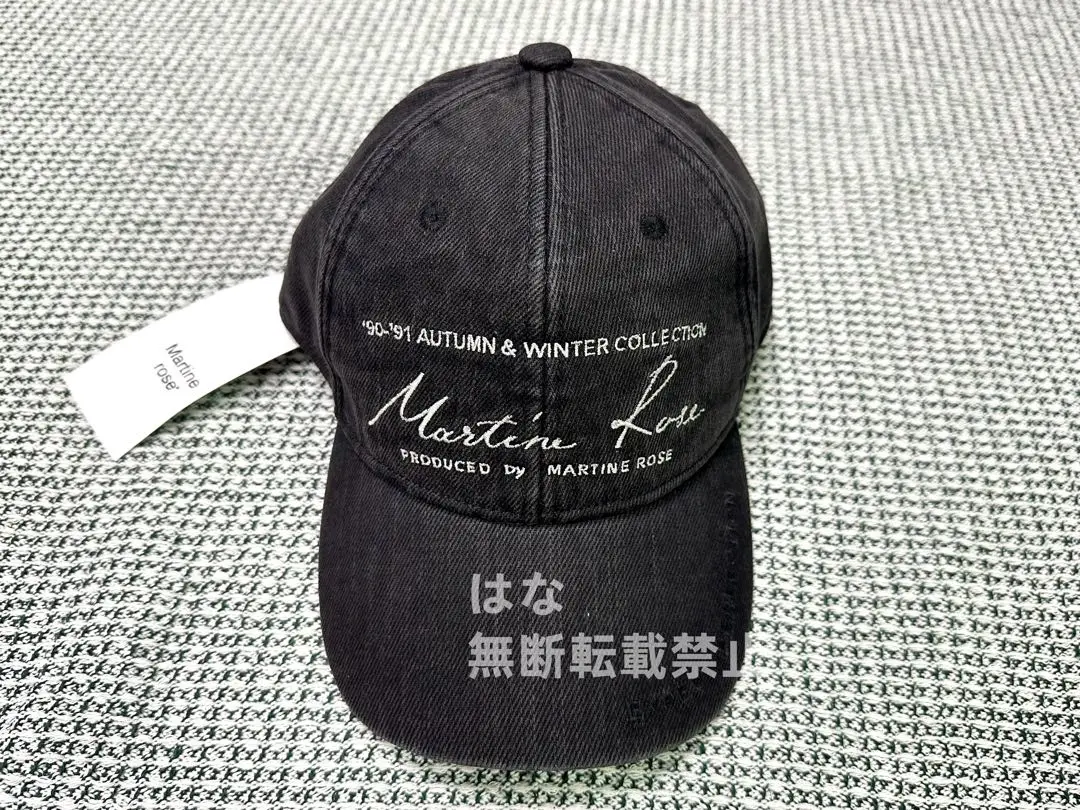 '90-'91 AUTUMN & WINTER COLLECTION
Martine Rose
PRODUCED by MARTINE ROSE
Martine
rose
はな
無断転載禁止